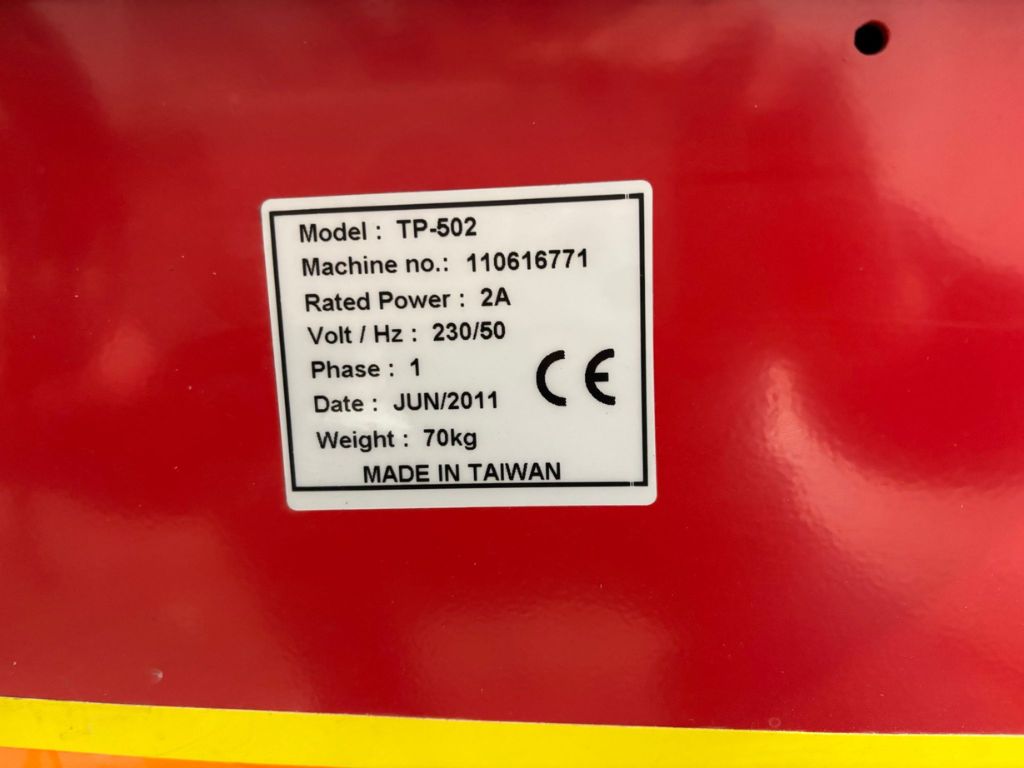 Model : TP-502
Machine no.: 110616771
Rated Power : 2A
Volt / Hz : 230/50
Phase : 1
Date : JUN/2011
Weight : 70kg
CE
MADE IN TAIWAN